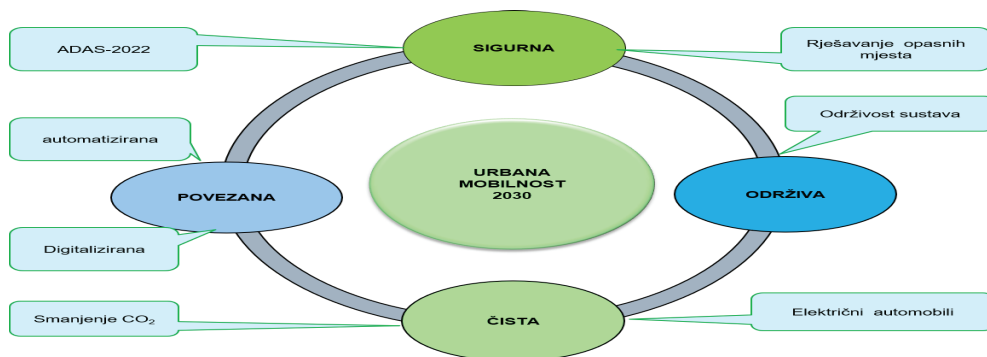 ADAS-2022
SIGURNA
Rješavanje opasnih
mjesta
automatizirana
Održivost sustava
URBANA
MOBILNOST
2030
POVEZANA
ODRŽIVA
Digitalizirana
Smanjenje CO₂
ČISTA
Električni automobili